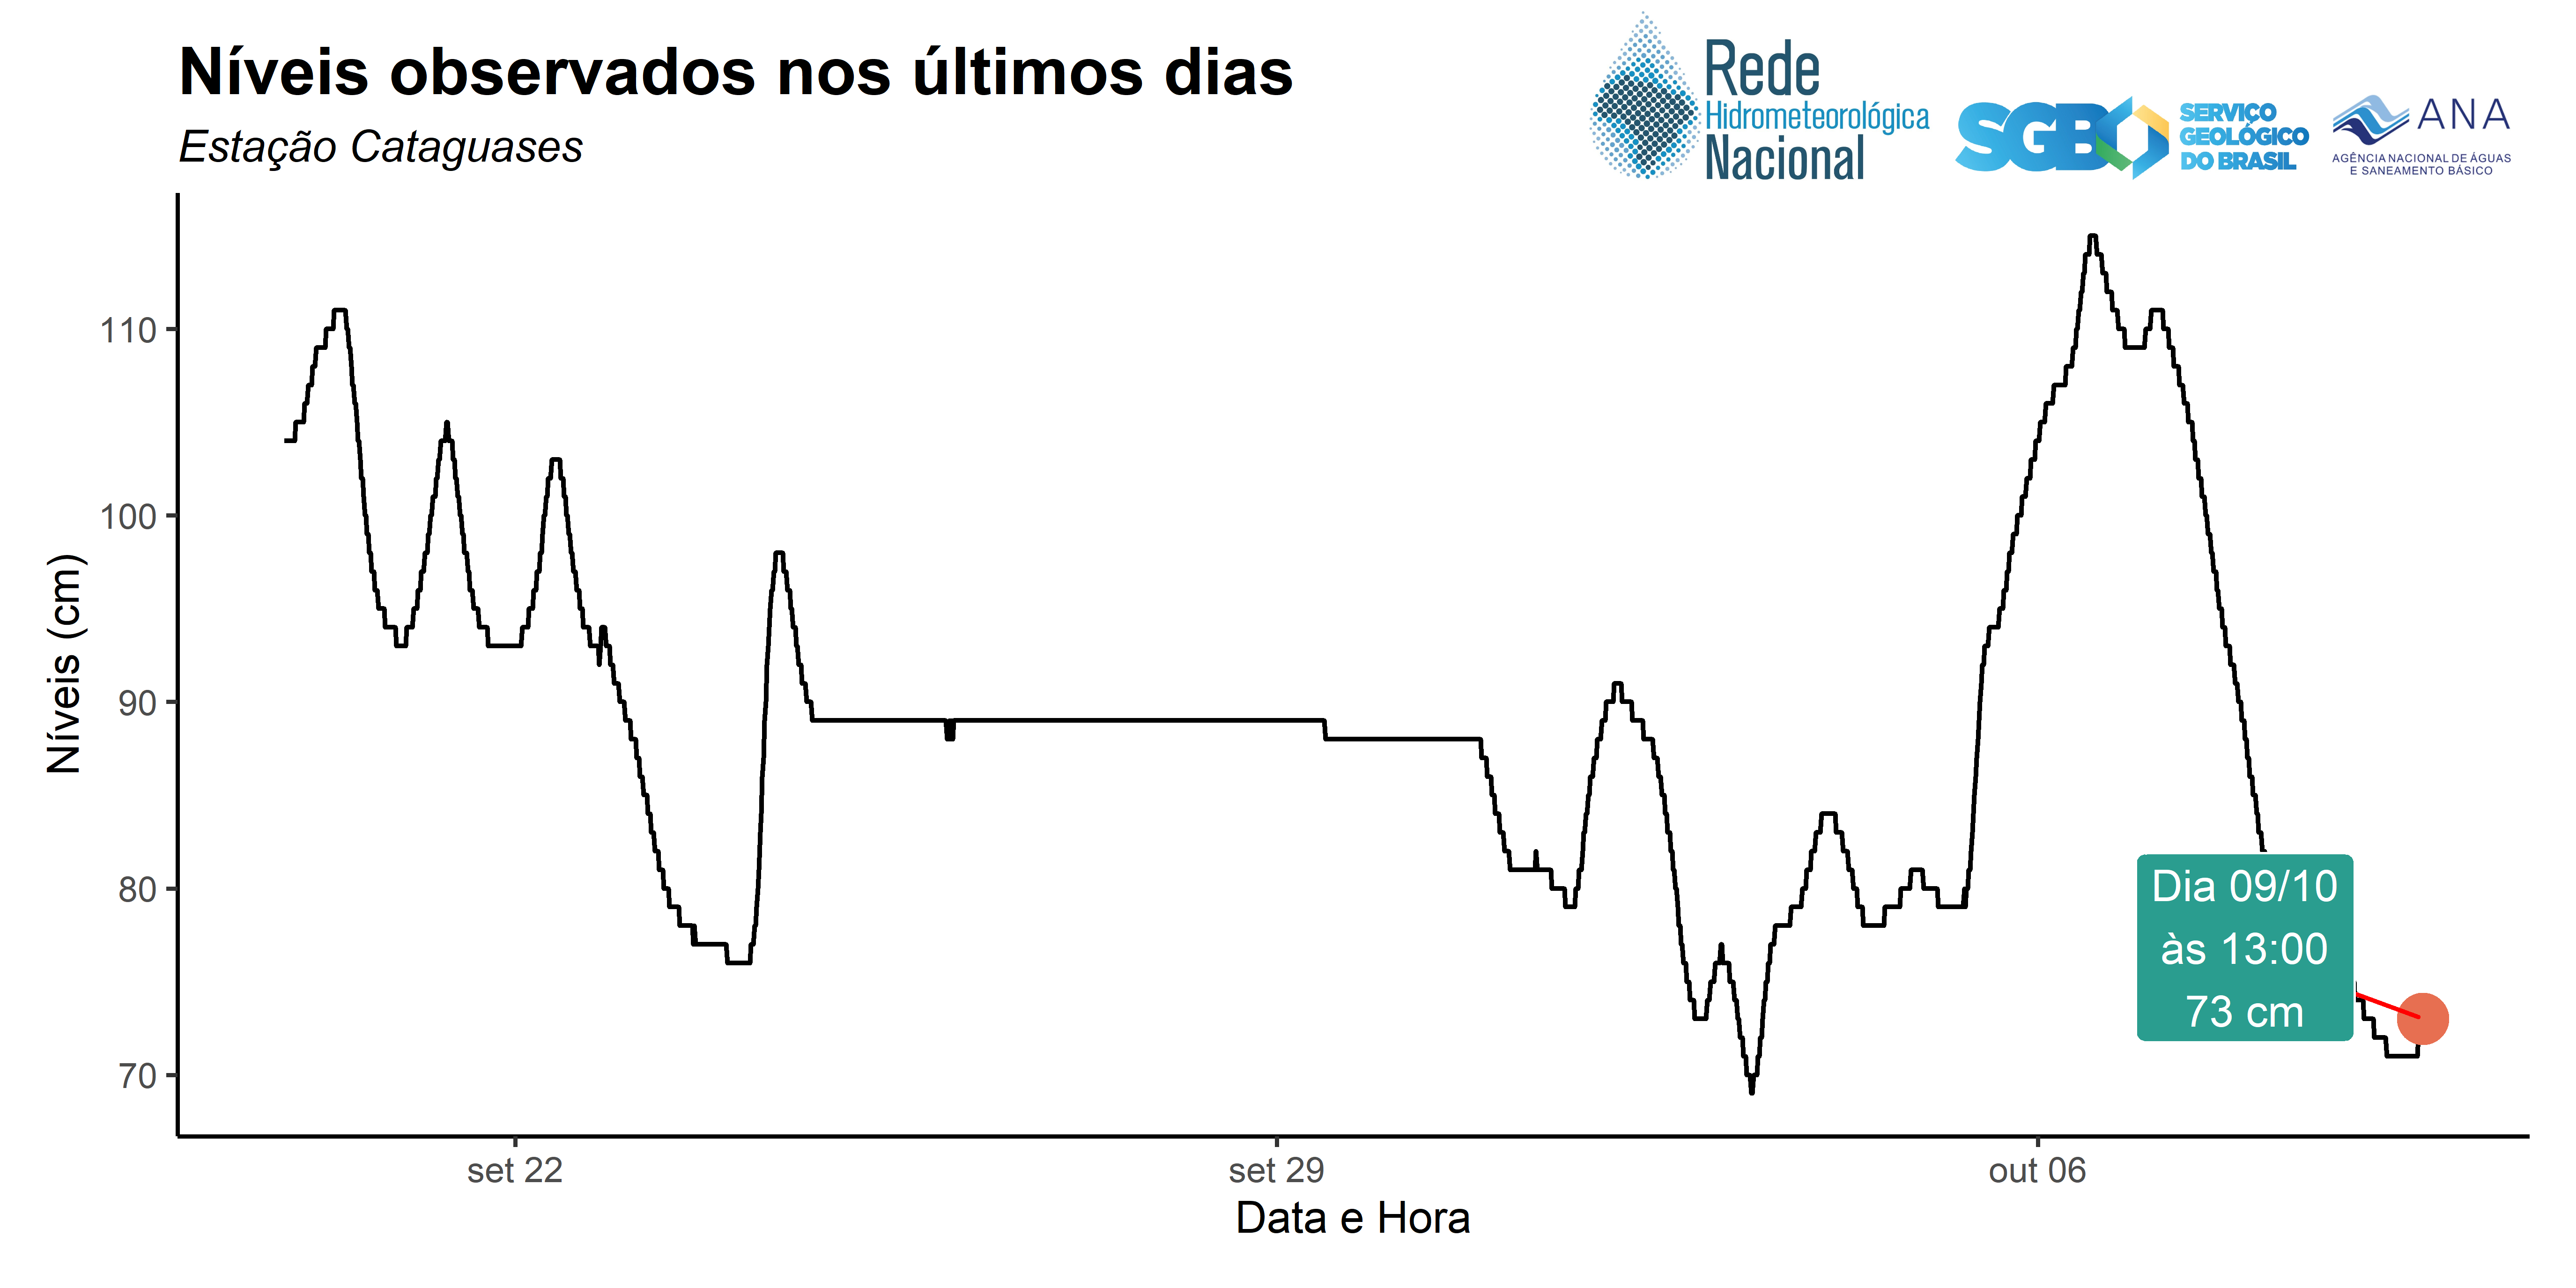 Níveis observados nos últimos dias
Estação Cataguases
Rede
Hidrometeorológica
Nacional
SGB
SERVIÇO
GEOLÓGICO
DO BRASIL
ANA
AGÊNCIA NACIONAL DE ÁGUAS
E SANEAMENTO BÁSICO
Níveis (cm)
110
100
90
80
70
Dia 09/10
às 13:00
73 cm
set 22
set 29
out 06
Data e Hora